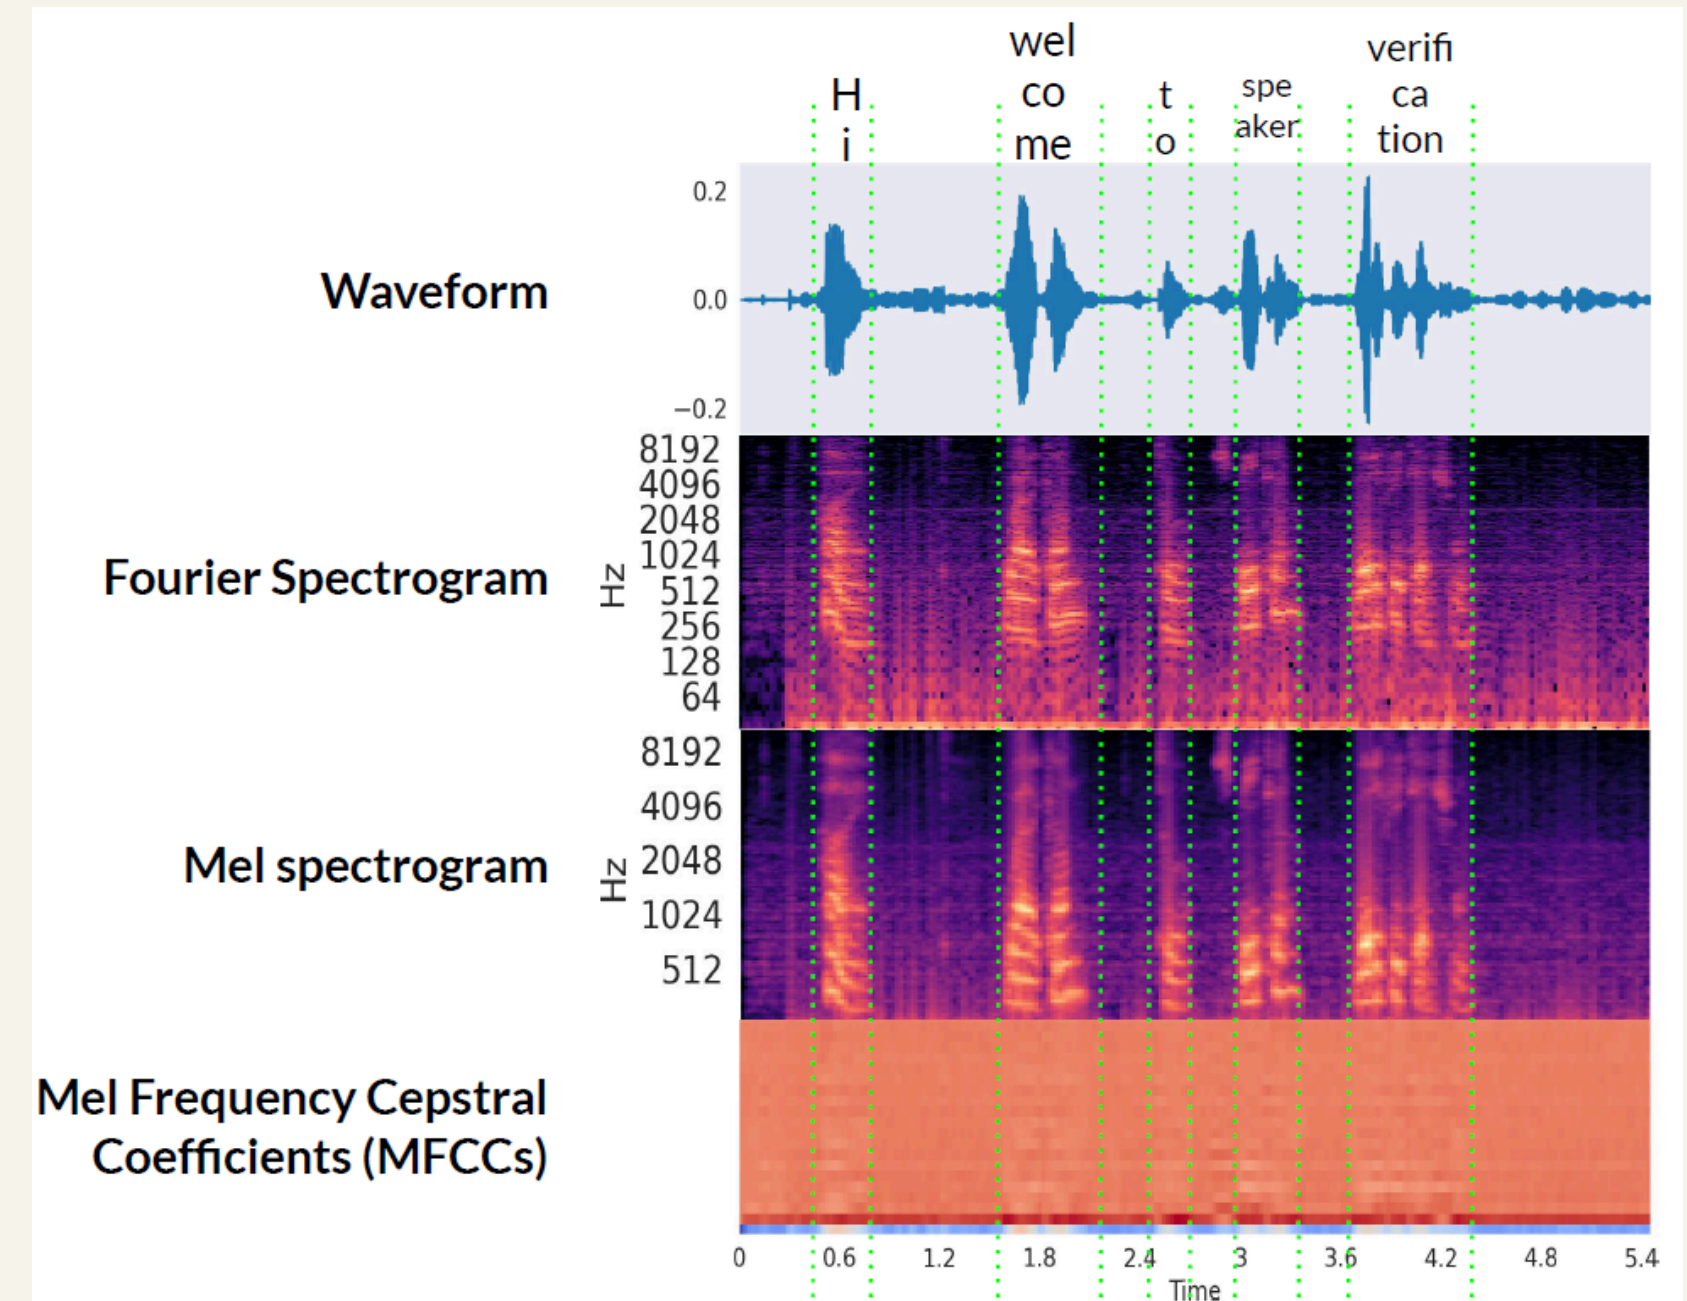 H
i
wel
co
me
t
o
spe
aker
verifi
ca
tion
Waveform
0.2
0.0
−0.2
Fourier Spectrogram
Hz
8192
4096
2048
1024
512
256
128
64
Mel spectrogram
Hz
8192
4096
2048
1024
512
Mel Frequency Cepstral
Coefficients (MFCCs)
0 0.6 1.2 1.8 2.4 3 3.6 4.2 4.8 5.4
Time